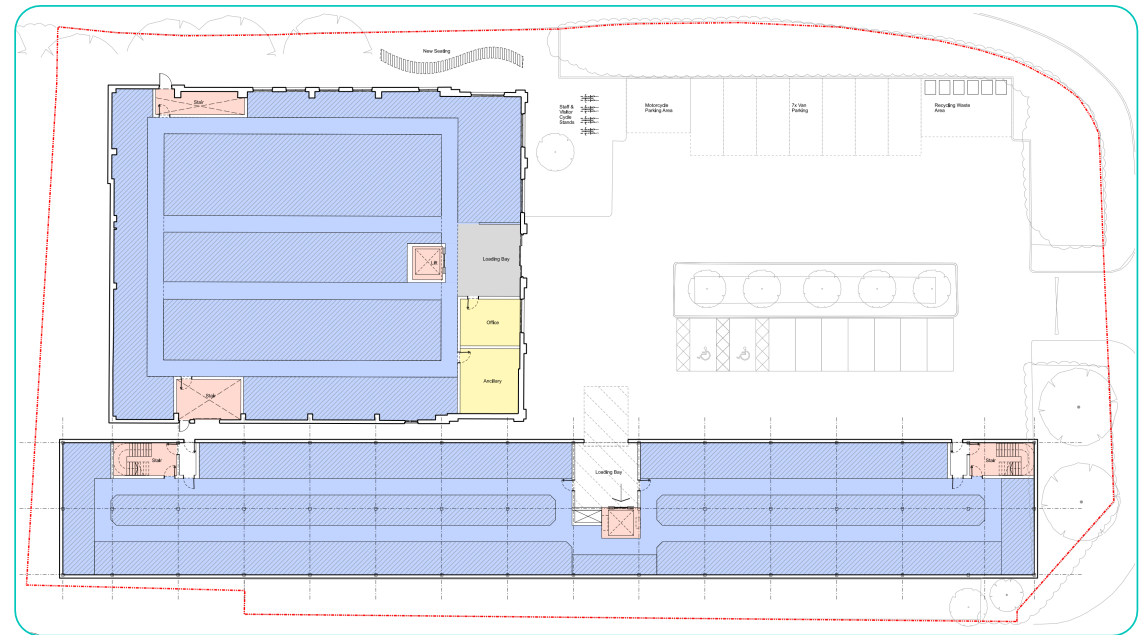 New Seating
Stair
Staff &
Visitor
Cycle
Stands
Motorcycle
Parking Area
7x Van
Parking
Recycling Waste
Area
Loading Bay
Lift
Office
Ancillary
Stair
Stair
Loading Bay
Stair